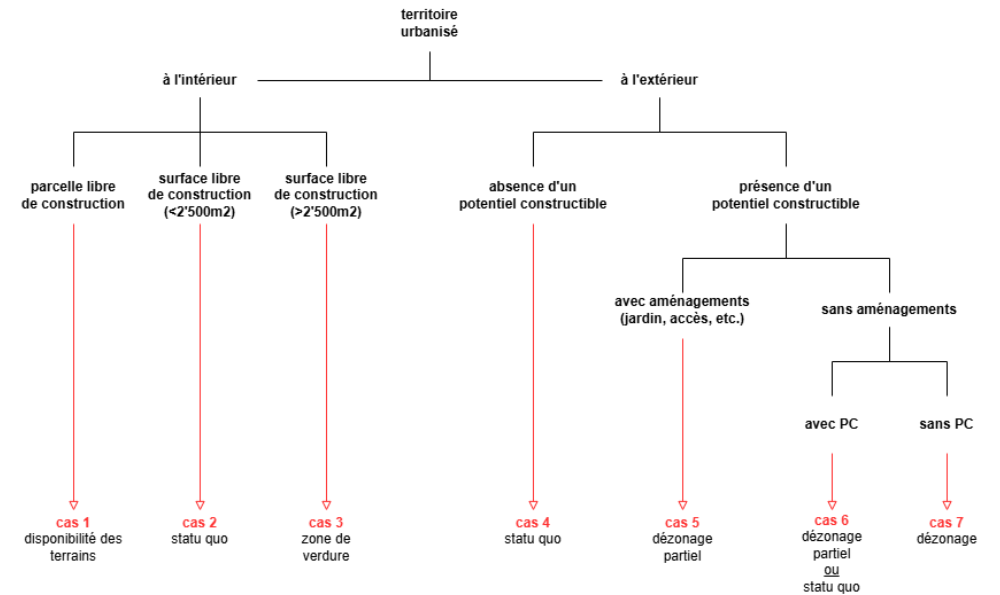 territoire
urbanisé
à l'intérieur
à l'extérieur
parcelle libre
de construction
surface libre
de construction
(<2'500m2)
surface libre
de construction
(>2'500m2)
absence d'un
potentiel constructible
présence d'un
potentiel constructible
avec aménagements
(jardin, accès, etc.)
sans aménagements
avec PC
sans PC
cas 1
disponibilité des
terrains
cas 2
statu quo
cas 3
zone de
verdure
cas 4
statu quo
cas 5
dézonage
partiel
cas 6
dézonage
partiel
ou
statu quo
cas 7
dézonage